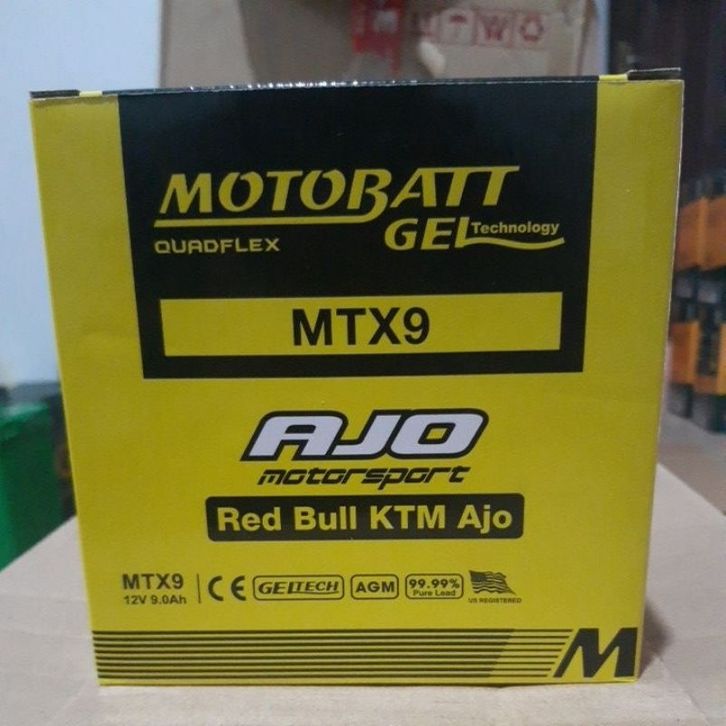 MOTOBATT
QUADFLEX GEL Technology
MTX9
AJO
motorsport
Red Bull KTM Ajo
MTX9
12V 9.0Ah
CE
GELTECH
AGM
99.99%
Pure Lead
US REGISTERED
M